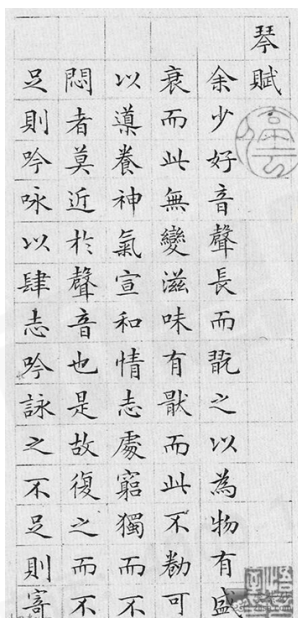 琴賦
余少好音聲長而翫之以為物有盛
衰而此無變滋味有猒而此不勌可
以導養神氣宣和情志處窮獨而不
悶者莫近於聲音也是故復之而不
足則吟咏以肆志吟詠之不足則寄